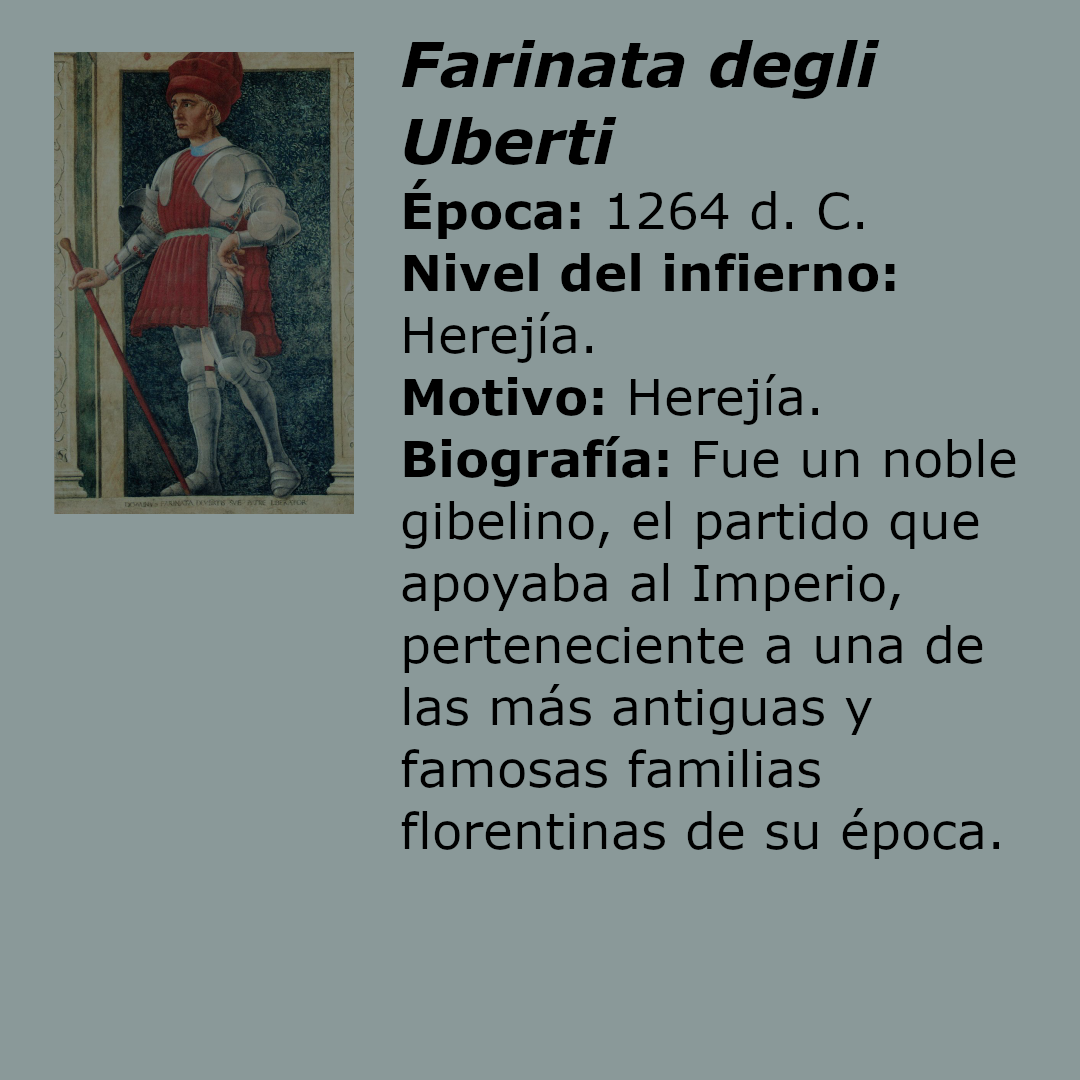 Farinata degli
Uberti
Época: 1264 d. C.
Nivel del infierno:
Herejía.
Motivo: Herejía.
Biografía: Fue un noble
gibelino, el partido que
apoyaba al Imperio,
perteneciente a una de
las más antiguas y
famosas familias
florentinas de su época.